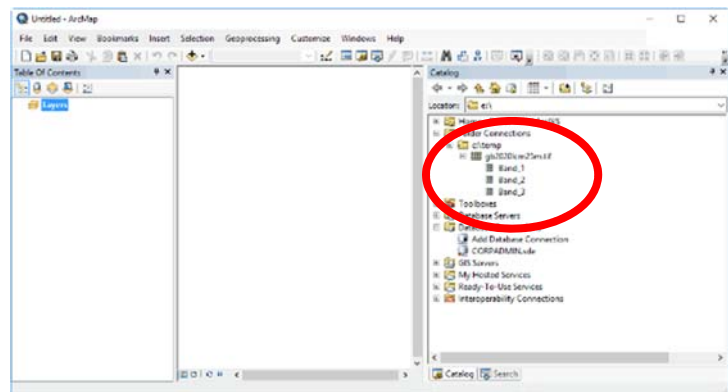 Untitled - ArcMap
File Edit View Bookmarks Insert Selection Geoprocessing Customize Windows Help
Table Of Contents
Layers
Catalog
Location:
Folder Connections
c\temp
Band_1
Band_2
Band_3
Toolboxes
Database Servers
Add Database Connection
CORPADMIN.sde
GIS Servers
My Hosted Services
Ready-To-Use Services
Interoperability Connections
Catalog Search